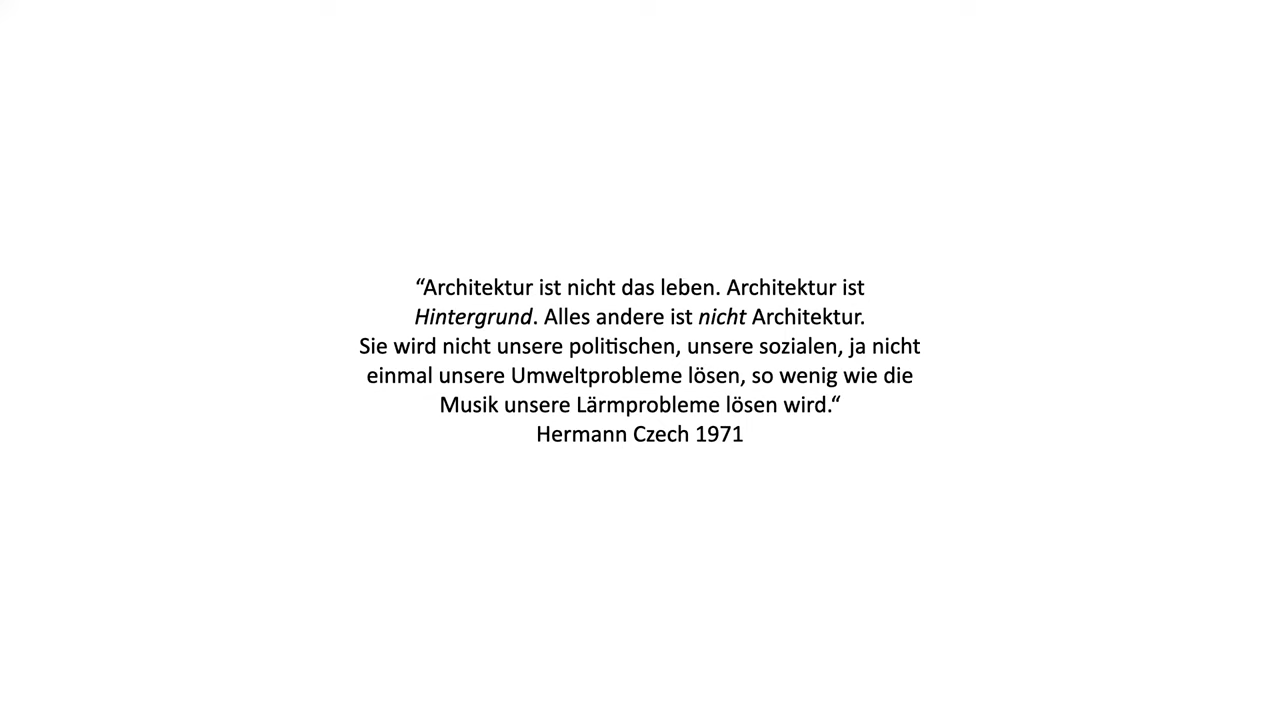 “Architektur ist nicht das leben. Architektur ist
Hintergrund. Alles andere ist nicht Architektur.
Sie wird nicht unsere politischen, unsere sozialen, ja nicht
einmal unsere Umweltprobleme lösen, so wenig wie die
Musik unsere Lärmprobleme lösen wird.“
Hermann Czech 1971